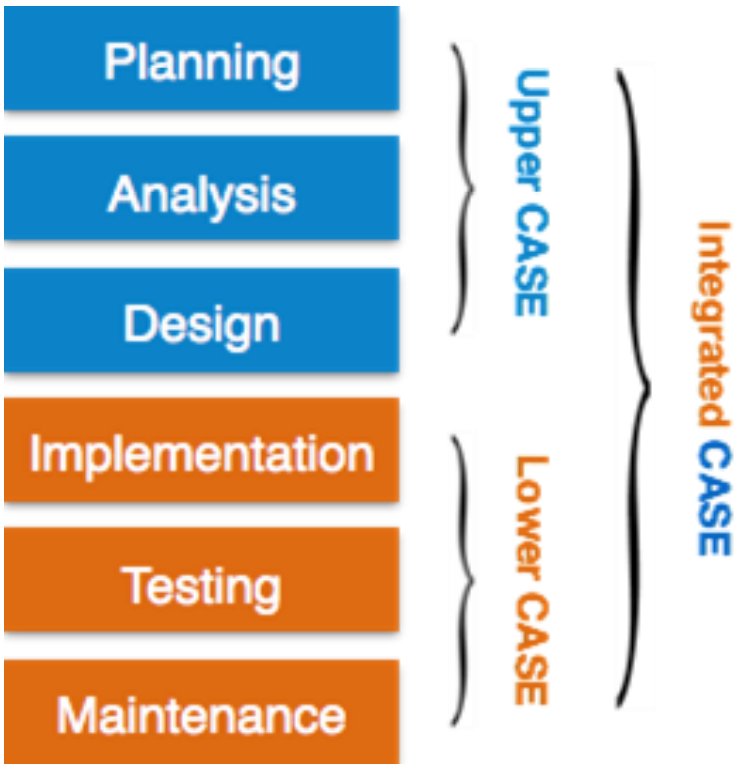 Planning
Analysis
Design
Implementation
Testing
Maintenance
Upper CASE
Lower CASE
Integrated CASE